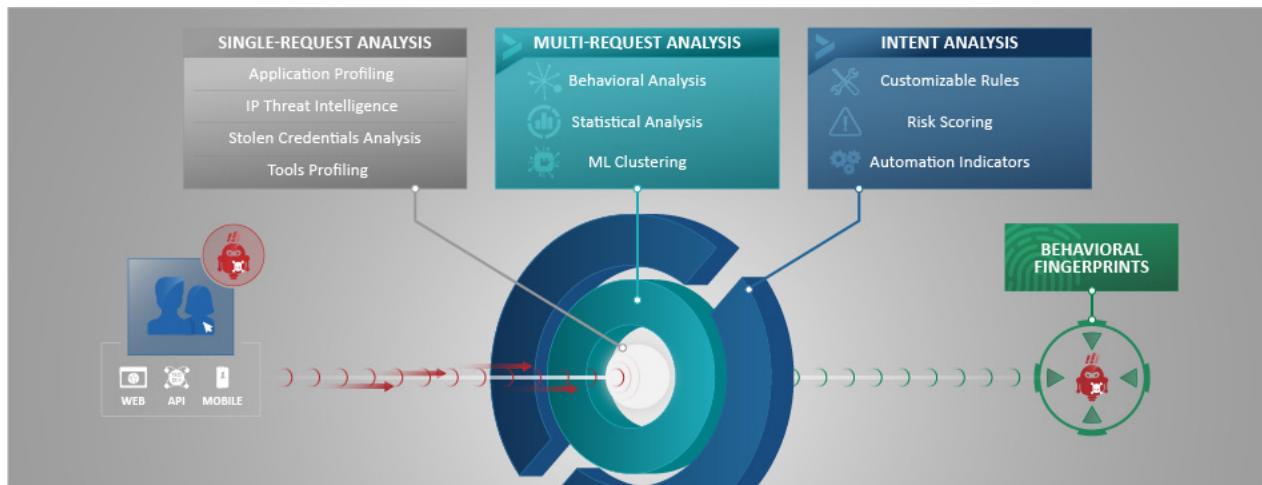 SINGLE-REQUEST ANALYSIS
Application Profiling
IP Threat Intelligence
Stolen Credentials Analysis
Tools Profiling
MULTI-REQUEST ANALYSIS
Behavioral Analysis
Statistical Analysis
ML Clustering
INTENT ANALYSIS
Customizable Rules
Risk Scoring
Automation Indicators
WEB
API
MOBILE
BEHAVIORAL
FINGERPRINTS